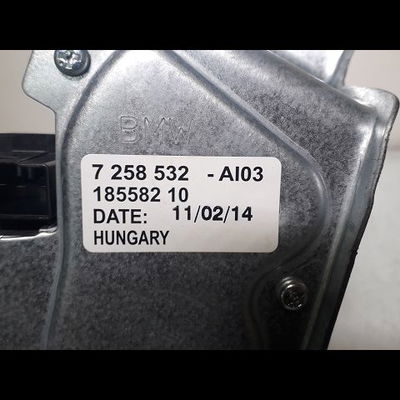 BMW
7 258 532 - AI03
185582 10
DATE: 11/02/14
HUNGARY